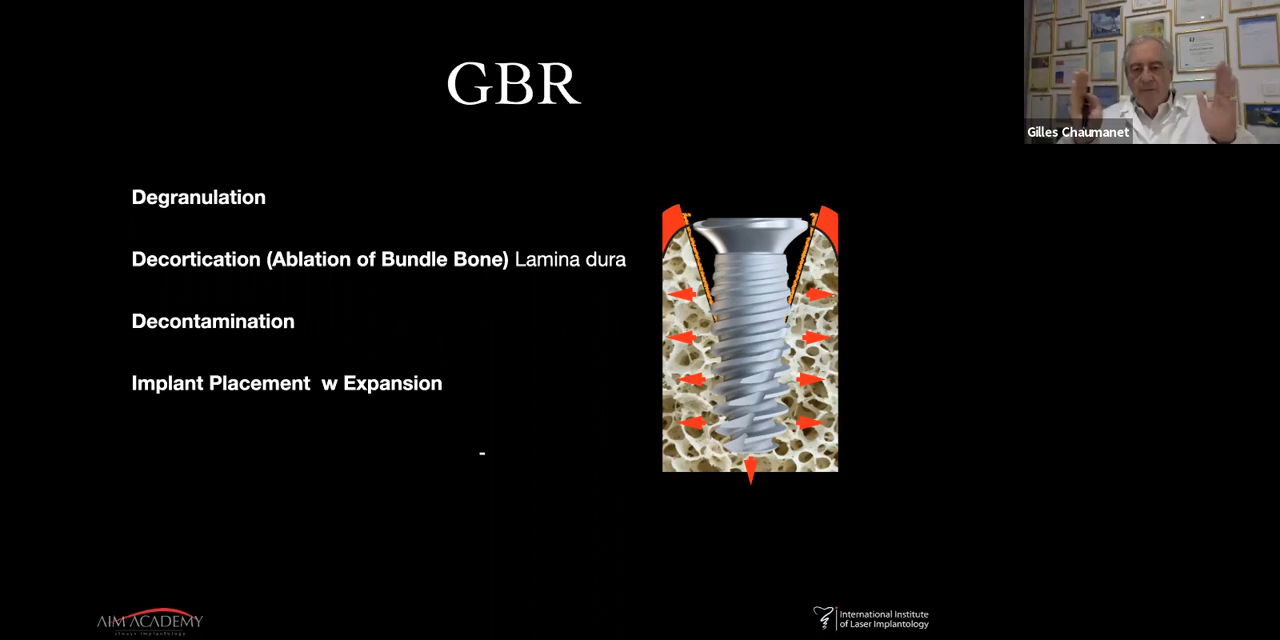 GBR
Gilles Chaumanet
Degranulation
Decortication (Ablation of Bundle Bone) Lamina dura
Decontamination
Implant Placement w Expansion
-
AIM ACADEMY
International Institute
of Laser Implantology